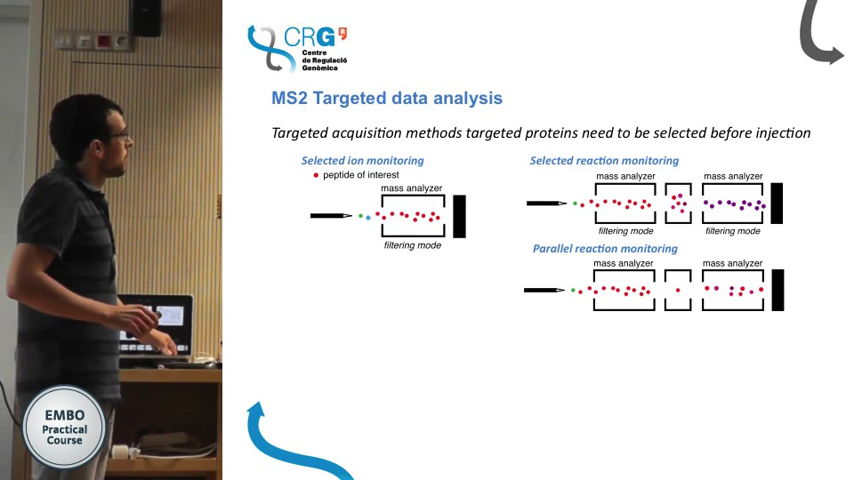 CRG
R
Centre
de Regulació
Genòmica
MS2 Targeted data analysis
Targeted acquisition methods targeted proteins need to be selected before injection
Selected ion monitoring
peptide of interest
mass analyzer
filtering mode
Selected reaction monitoring
mass analyzer
mass analyzer
filtering mode
filtering mode
Parallel reaction monitoring
mass analyzer
mass analyzer
EMBO
Practical
Course